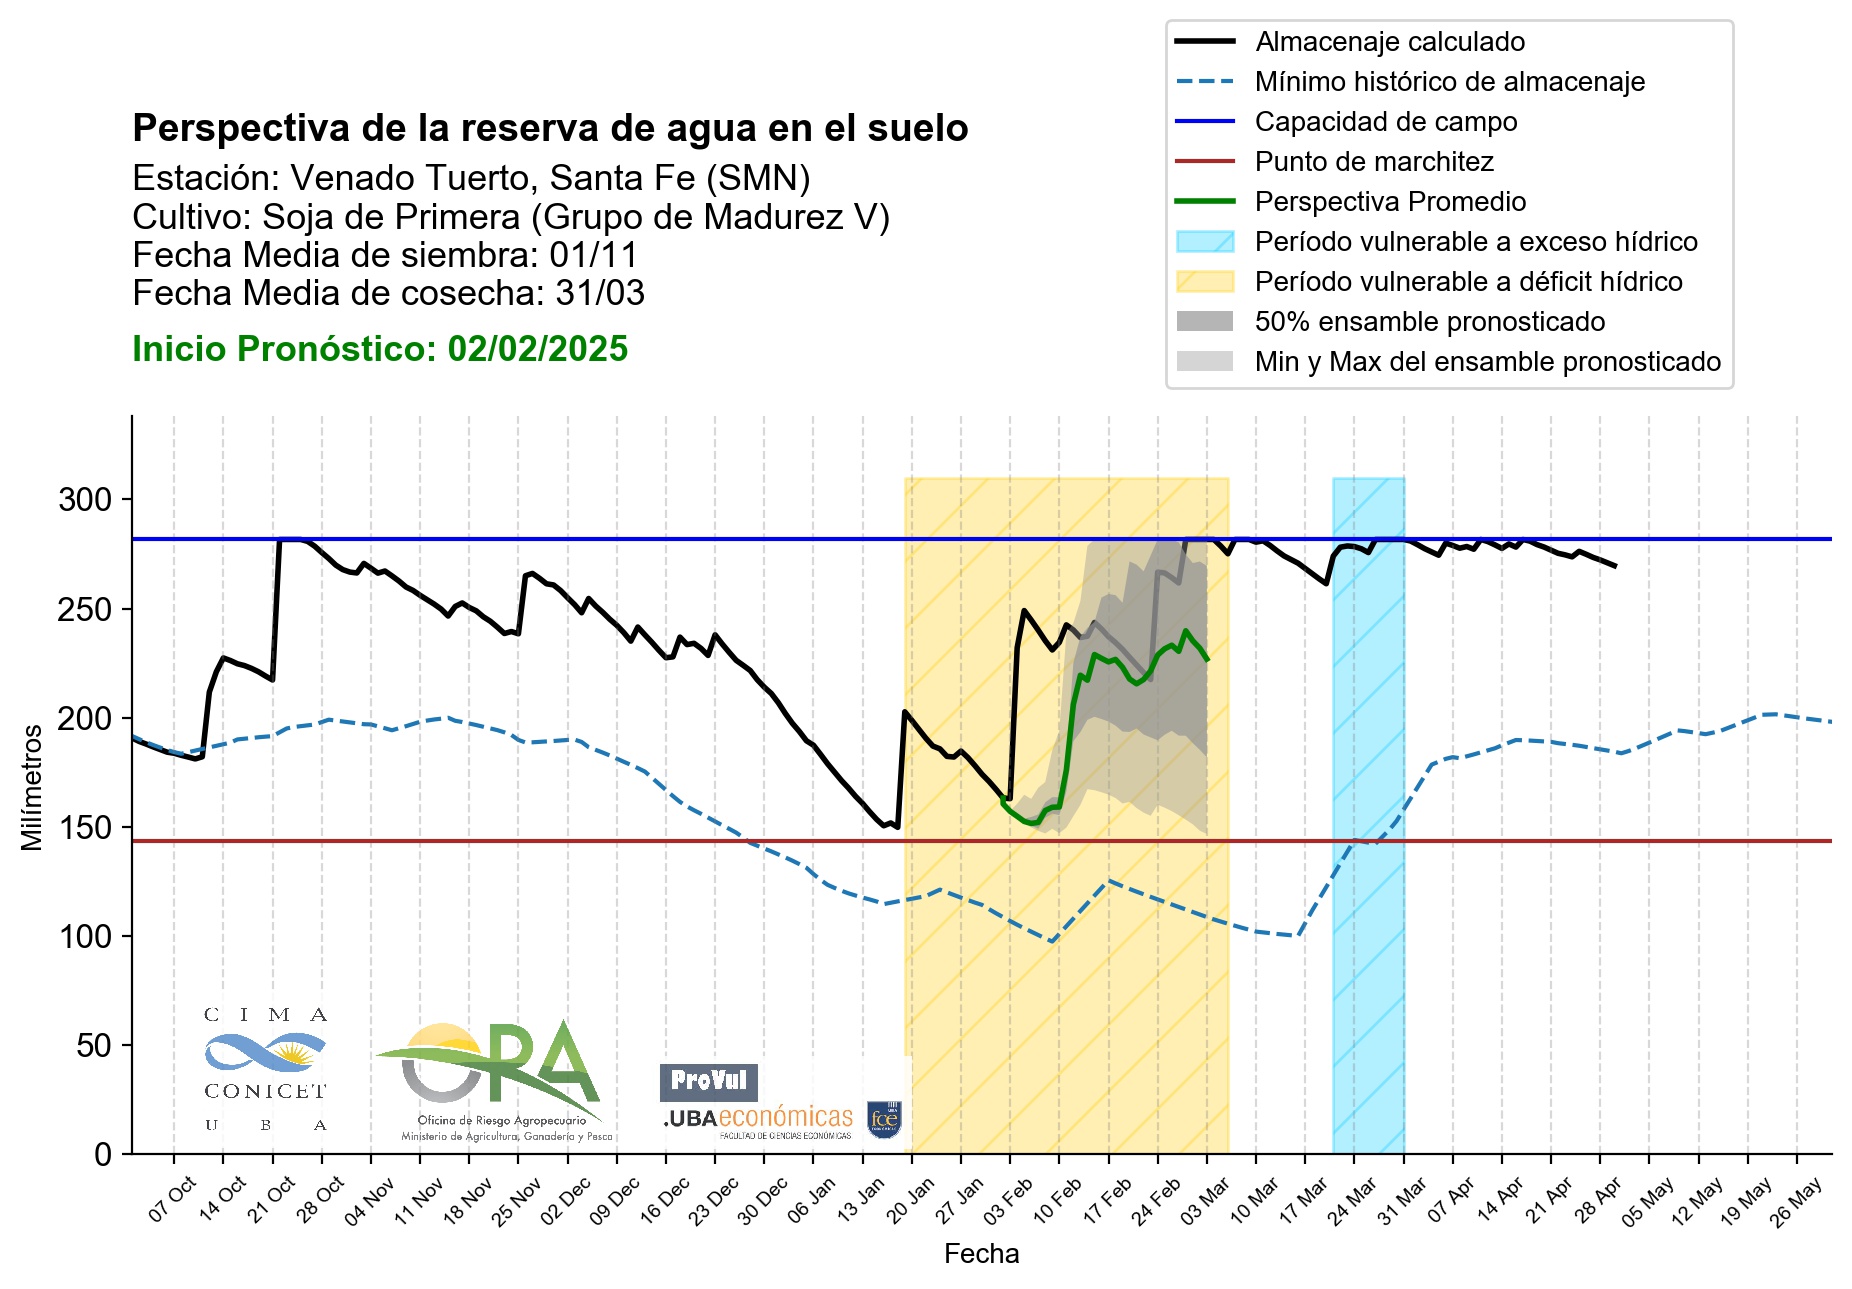 Almacenaje calculado
Mínimo histórico de almacenaje
Capacidad de campo
Punto de marchitez
Perspectiva Promedio
Período vulnerable a exceso hídrico
Período vulnerable a déficit hídrico
50% ensamble pronosticado
Min y Max del ensamble pronosticado
Perspectiva de la reserva de agua en el suelo
Estación: Venado Tuerto, Santa Fe (SMN)
Cultivo: Soja de Primera (Grupo de Madurez V)
Fecha Media de siembra: 01/11
Fecha Media de cosecha: 31/03
Inicio Pronóstico: 02/02/2025
Milímetros
300
250
200
150
100
50
0
C I M A
CONICET
U B A
ORA
Oficina de Riesgo Agropecuario
Ministerio de Agricultura, Ganadería y Pesca
ProVul
.UBAeconómicas
FACULTAD DE CIENCIAS ECONÓMICAS
fce
07 Oct
14 Oct
21 Oct
28 Oct
04 Nov
11 Nov
18 Nov
25 Nov
02 Dec
09 Dec
16 Dec
23 Dec
30 Dec
06 Jan
13 Jan
20 Jan
27 Jan
03 Feb
10 Feb
17 Feb
24 Feb
03 Mar
10 Mar
17 Mar
24 Mar
31 Mar
07 Apr
14 Apr
21 Apr
28 Apr
05 May
12 May
19 May
26 May
Fecha